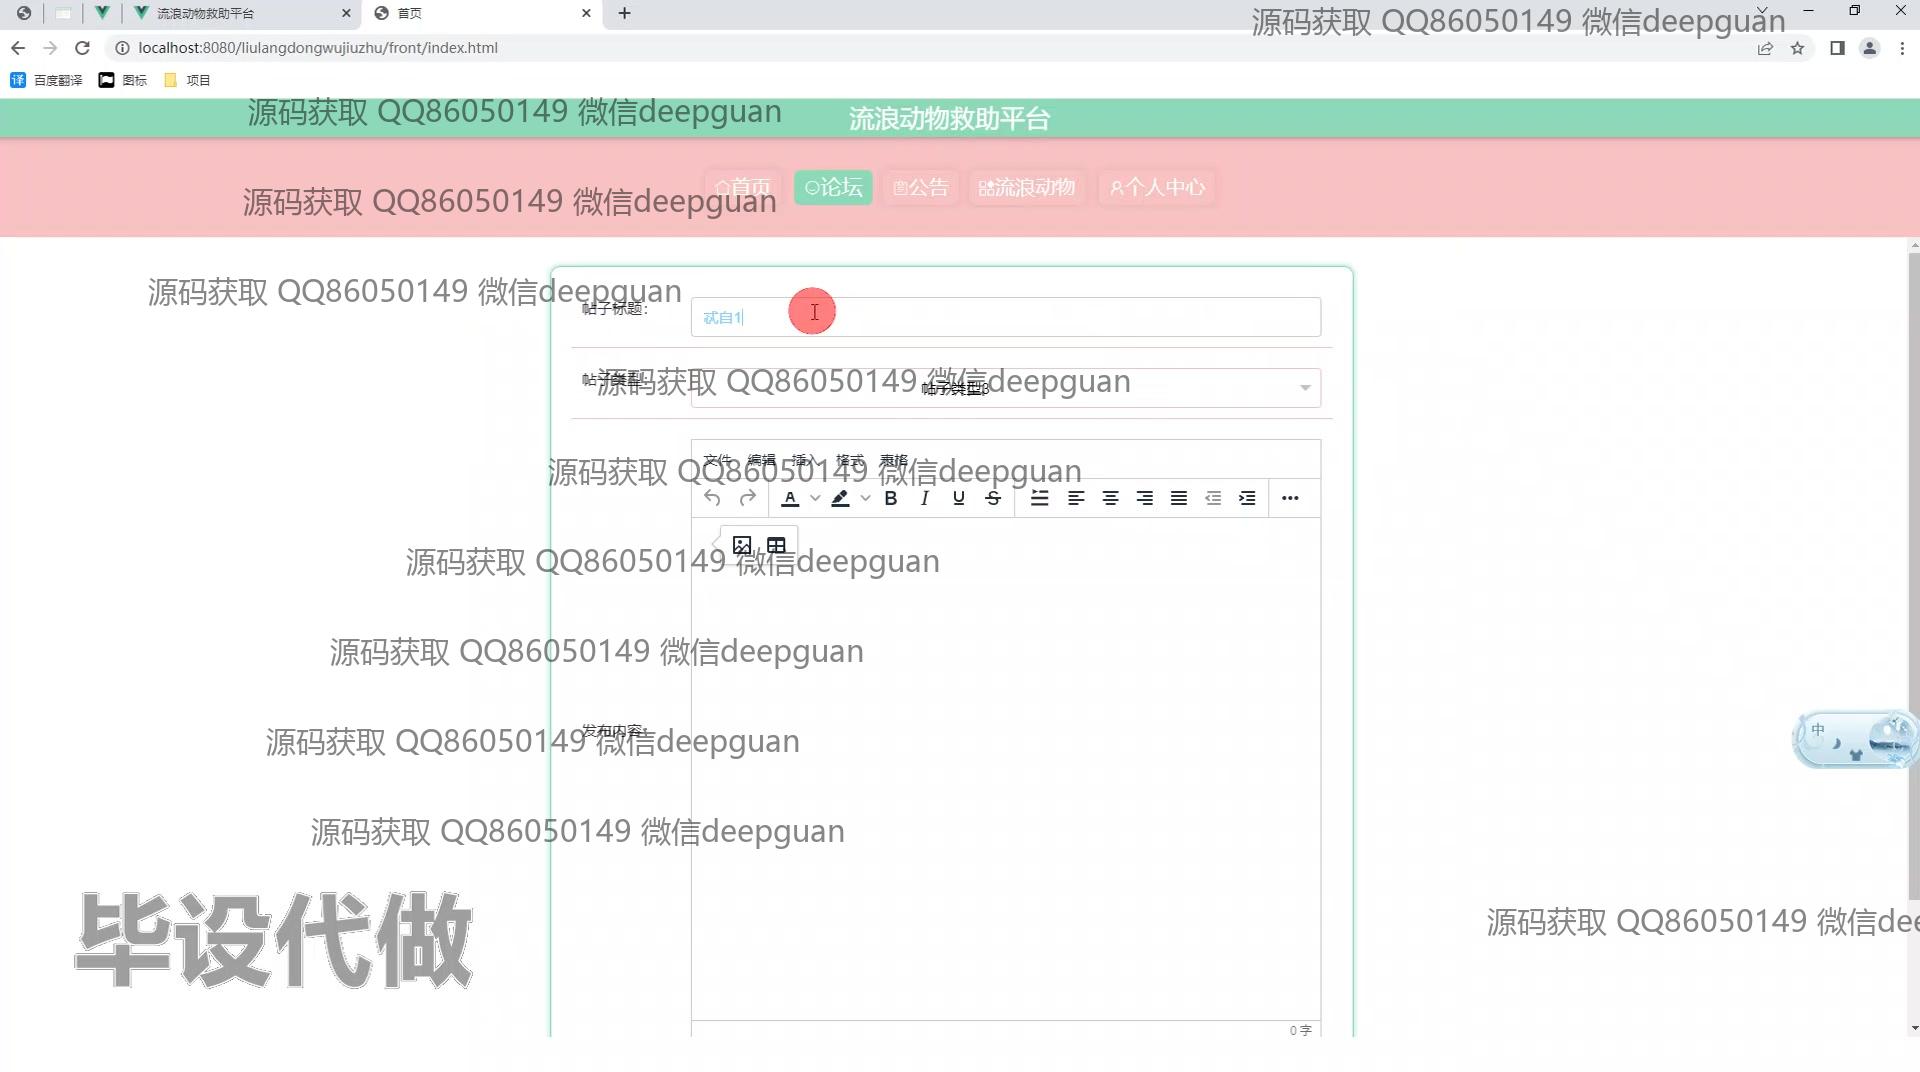 流浪动物救助平台
首页
源码获取 QQ86050149 微信deepguan
localhost:8080/liulangdongwujiuzhu/front/index.html
译 百度翻译 图标 项目
源码获取 QQ86050149 微信deepguan
流浪动物救助平台
首页 论坛 公告 流浪动物 个人中心
源码获取 QQ86050149 微信deepguan
源码获取 QQ86050149 微信deepguan
帖子标题:
帖子类型:
帖子类型3
源码获取 QQ86050149 微信deepguan
文件 编辑 插入 格式 表格
源码获取 QQ86050149 微信deepguan
A B I U S
源码获取 QQ86050149 微信deepguan
源码获取 QQ86050149 微信deepguan
发布内容:
源码获取 QQ86050149 微信deepguan
中
源码获取 QQ86050149 微信deepguan
毕设代做
源码获取 QQ86050149 微信dee
0 字